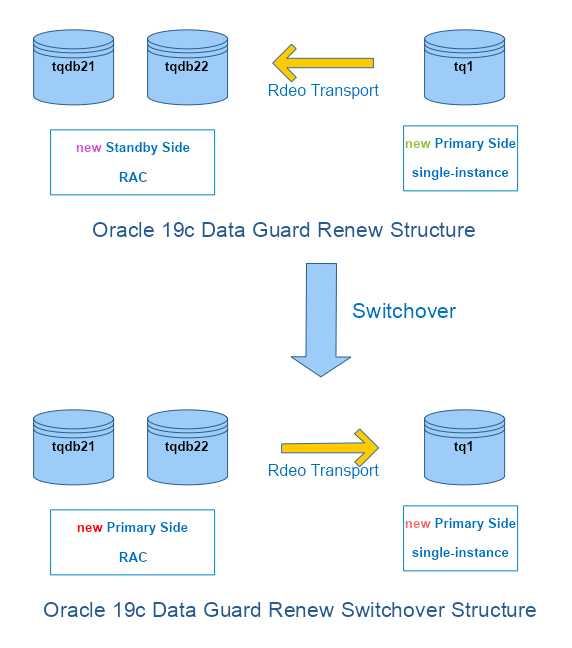 tqdb21
tqdb22
tq1
Rdeo Transport
new Standby Side
RAC
new Primary Side
single-instance
Oracle 19c Data Guard Renew Structure
Switchover
tqdb21
tqdb22
tq1
Rdeo Transport
new Primary Side
RAC
new Primary Side
single-instance
Oracle 19c Data Guard Renew Switchover Structure